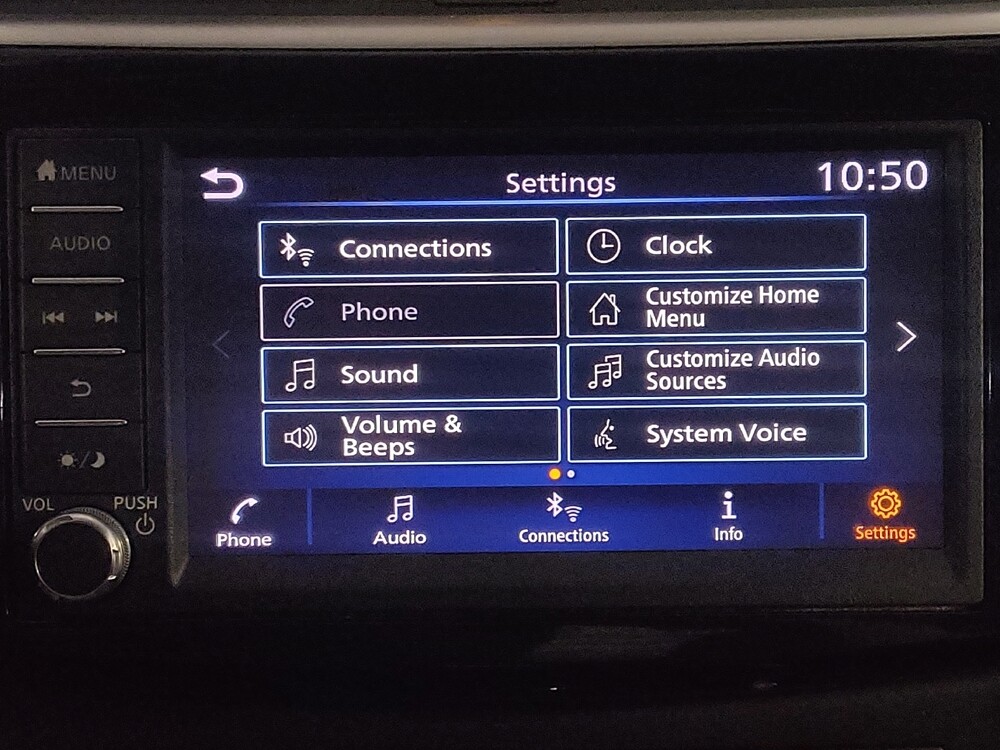 MENU
AUDIO
VOL
PUSH
Settings
10:50
Connections
Clock
Phone
Customize Home
Menu
Sound
Customize Audio
Sources
Volume &
Beeps
System Voice
Phone
Audio
Connections
Info
Settings